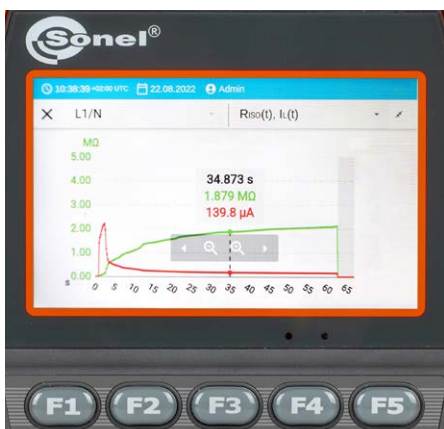 Sonel®
10:38:39 +02:00 UTC 22.08.2022 Admin
X L1/N RISO(t), IL(t)
MΩ
5.00
4.00
3.00
2.00
1.00
0.00
34.873 s
1.879 MΩ
139.8 µA
s 0 5 10 15 20 25 30 35 40 45 50 55 60 65
F1 F2 F3 F4 F5